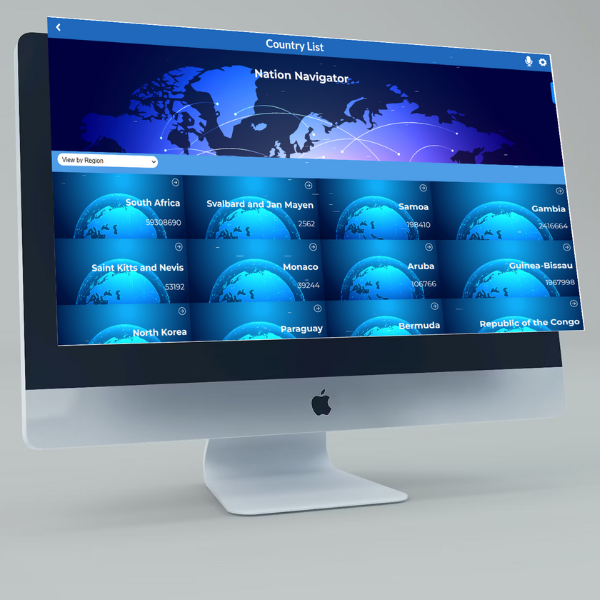 Country List
Nation Navigator
View by Region
South Africa
59308690
Svalbard and Jan Mayen
2562
Samoa
198410
Gambia
2416664
Saint Kitts and Nevis
53192
Monaco
39244
Aruba
106766
Guinea-Bissau
1967998
North Korea
Paraguay
Bermuda
Republic of the Congo